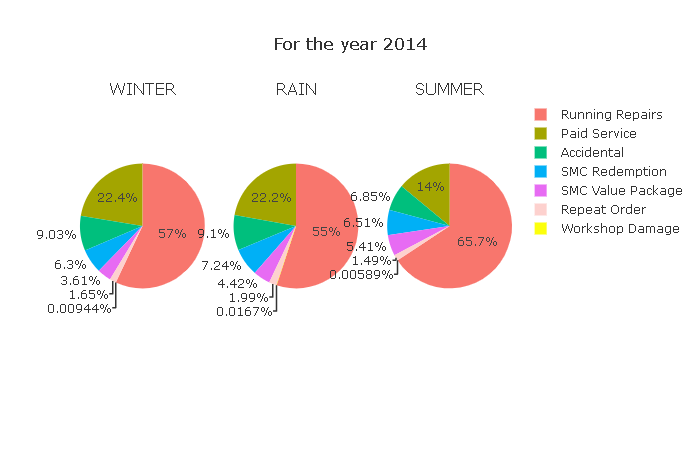 For the year 2014
WINTER
RAIN
SUMMER
Running Repairs
Paid Service
Accidental
SMC Redemption
SMC Value Package
Repeat Order
Workshop Damage
22.4%
57%
9.03%
6.3%
3.61%
1.65%
0.00944%
22.2%
55%
9.1%
7.24%
4.42%
1.99%
0.0167%
14%
65.7%
6.85%
6.51%
5.41%
1.49%
0.00589%